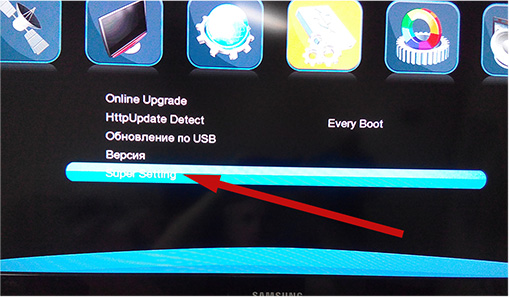 Online Upgrade
HttpUpdate Detect Every Boot
Обновление по USB
Версия
Super Setting
SAMSUNG